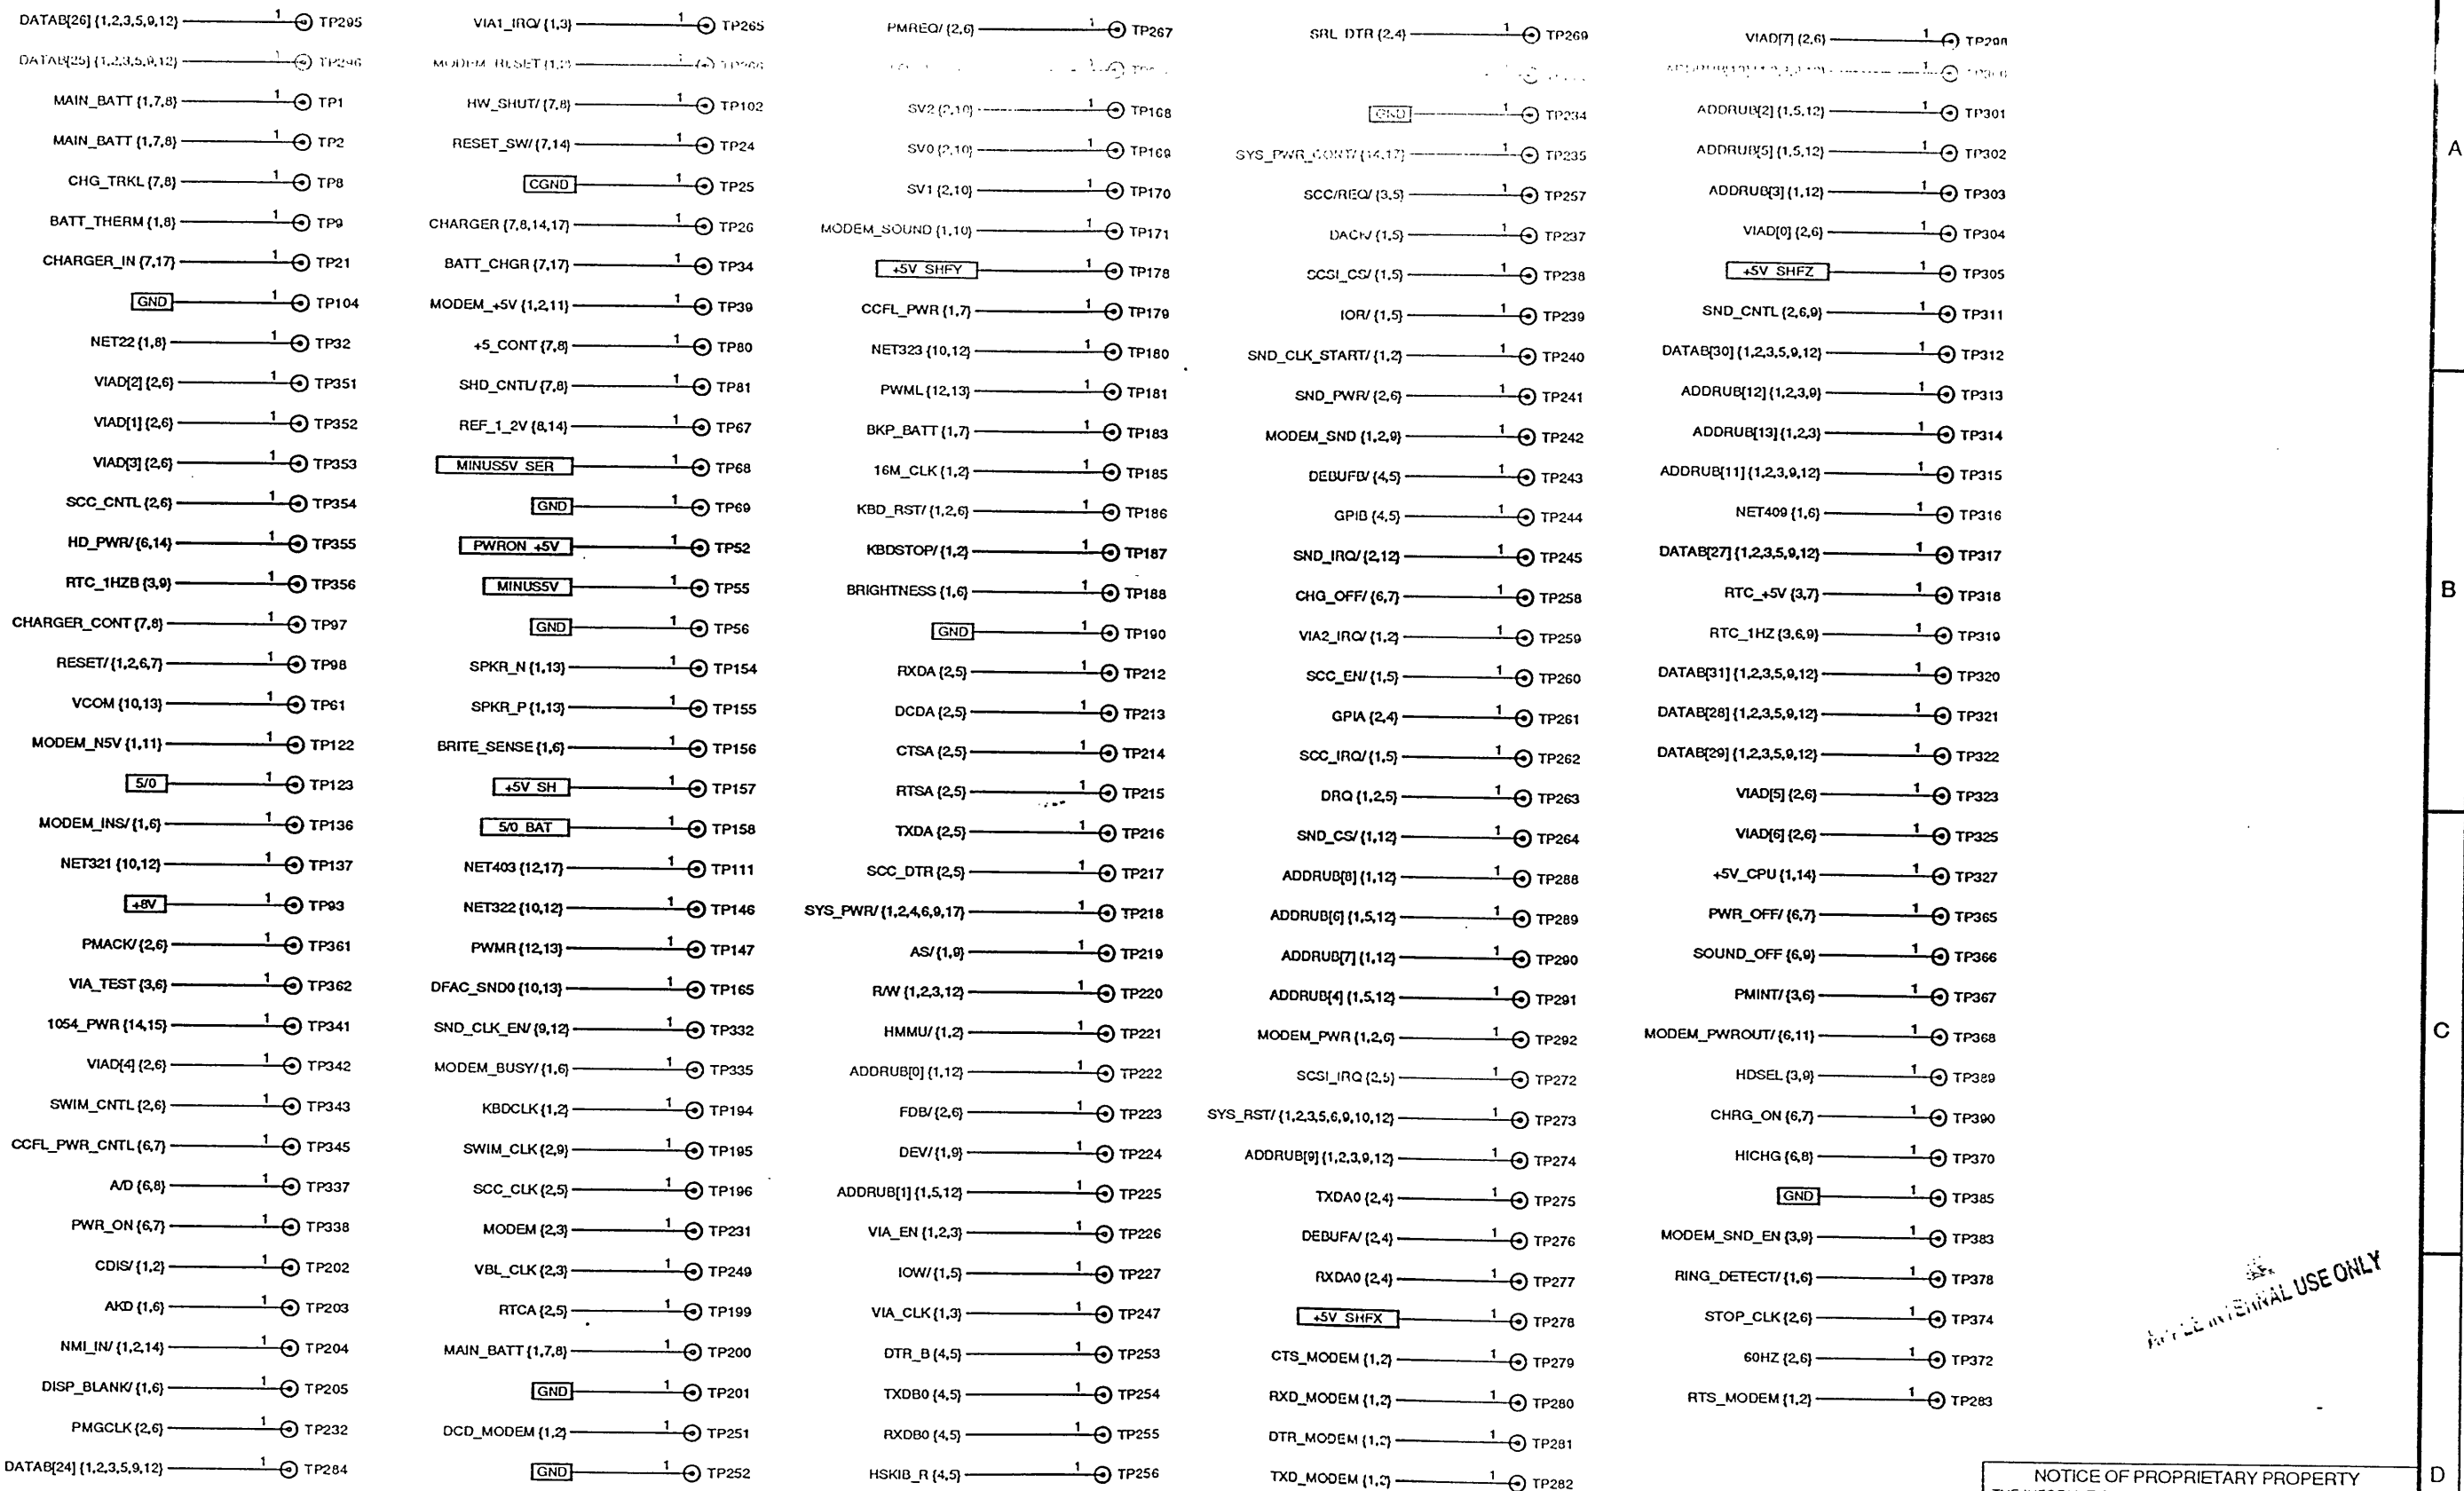 DATAB[26] {1,2,3,5,9,12} 1 TP295
DATAB[25] {1,2,3,5,9,12} 1 TP296
MAIN_BATT {1,7,8} 1 TP1
MAIN_BATT {1,7,8} 1 TP2
CHG_TRKL {7,8} 1 TP8
BATT_THERM {1,8} 1 TP9
CHARGER_IN {7,17} 1 TP21
GND 1 TP104
NET22 {1,8} 1 TP32
VIAD[2] {2,6} 1 TP351
VIAD[1] {2,6} 1 TP352
VIAD[3] {2,6} 1 TP353
SCC_CNTL {2,6} 1 TP354
HD_PWR/ {6,14} 1 TP355
RTC_1HZB {3,9} 1 TP356
CHARGER_CONT {7,8} 1 TP97
RESET/ {1,2,6,7} 1 TP98
VCOM {10,13} 1 TP61
MODEM_N5V {1,11} 1 TP122
5/0 1 TP123
MODEM_INS/ {1,6} 1 TP136
NET321 {10,12} 1 TP137
+8V 1 TP93
PMACK/ {2,6} 1 TP361
VIA_TEST {3,6} 1 TP362
1054_PWR {14,15} 1 TP341
VIAD[4] {2,6} 1 TP342
SWIM_CNTL {2,6} 1 TP343
CCFL_PWR_CNTL {6,7} 1 TP345
A/D {6,8} 1 TP337
PWR_ON {6,7} 1 TP338
CDIS/ {1,2} 1 TP202
AKD {1,6} 1 TP203
NMI_IN/ {1,2,14} 1 TP204
DISP_BLANK/ {1,6} 1 TP205
PMGCLK {2,6} 1 TP232
DATAB[24] {1,2,3,5,9,12} 1 TP284
VIA1_IRQ/ {1,3} 1 TP265
MODEM_RESET 1
HW_SHUT/ {7,8} 1 TP102
RESET_SW/ {7,14} 1 TP24
CGND 1 TP25
CHARGER {7,8,14,17} 1 TP26
BATT_CHGR {7,17} 1 TP34
MODEM_+5V {1,2,11} 1 TP39
+5_CONT {7,8} 1 TP80
SHD_CNTL/ {7,8} 1 TP81
REF_1_2V {8,14} 1 TP67
MINUS5V_SER 1 TP68
GND 1 TP69
PWRON_+5V 1 TP52
MINUS5V 1 TP55
GND 1 TP56
SPKR_N {1,13} 1 TP154
SPKR_P {1,13} 1 TP155
BRITE_SENSE {1,6} 1 TP156
+5V_SH 1 TP157
5/0_BAT 1 TP158
NET403 {12,17} 1 TP111
NET322 {10,12} 1 TP146
PWMR {12,13} 1 TP147
DFAC_SND0 {10,13} 1 TP165
SND_CLK_EN/ {9,12} 1 TP332
MODEM_BUSY/ {1,6} 1 TP335
KBDCLK {1,2} 1 TP194
SWIM_CLK {2,9} 1 TP195
SCC_CLK {2,5} 1 TP196
MODEM {2,3} 1 TP231
VBL_CLK {2,3} 1 TP249
RTCA {2,5} 1 TP199
MAIN_BATT {1,7,8} 1 TP200
GND 1 TP201
DCD_MODEM {1,2} 1 TP251
GND 1 TP252
PMREQ/ {2,6} 1 TP267
SV2 {2,10} 1 TP168
SV0 {2,10} 1 TP169
SV1 {2,10} 1 TP170
MODEM_SOUND {1,10} 1 TP171
+5V_SHFY 1 TP178
CCFL_PWR {1,7} 1 TP179
NET323 {10,12} 1 TP180
PWML {12,13} 1 TP181
BKP_BATT {1,7} 1 TP183
16M_CLK {1,2} 1 TP185
KBD_RST/ {1,2,6} 1 TP186
KBDSTOP/ {1,2} 1 TP187
BRIGHTNESS {1,6} 1 TP188
GND 1 TP190
RXDA {2,5} 1 TP212
DCDA {2,5} 1 TP213
CTSA {2,5} 1 TP214
RTSA {2,5} 1 TP215
TXDA {2,5} 1 TP216
SCC_DTR {2,5} 1 TP217
SYS_PWR/ {1,2,4,6,9,17} 1 TP218
AS/ {1,9} 1 TP219
R/W {1,2,3,12} 1 TP220
HMMU/ {1,2} 1 TP221
ADDRUB[0] {1,12} 1 TP222
FDB/ {2,6} 1 TP223
DEV/ {1,9} 1 TP224
ADDRUB[1] {1,5,12} 1 TP225
VIA_EN {1,2,3} 1 TP226
IOW/ {1,5} 1 TP227
VIA_CLK {1,3} 1 TP247
DTR_B {4,5} 1 TP253
TXDB0 {4,5} 1 TP254
RXDB0 {4,5} 1 TP255
HSKIB_R {4,5} 1 TP256
SRL_DTR {2,4} 1 TP269
GND 1 TP234
SYS_PWR_CONT/ {14,17} 1 TP235
SCC/REQ/ {3,5} 1 TP257
DACK/ {1,5} 1 TP237
SCSI_CS/ {1,5} 1 TP238
IOR/ {1,5} 1 TP239
SND_CLK_START/ {1,2} 1 TP240
SND_PWR/ {2,6} 1 TP241
MODEM_SND {1,2,9} 1 TP242
DEBUFB/ {4,5} 1 TP243
GPIB {4,5} 1 TP244
SND_IRQ/ {2,12} 1 TP245
CHG_OFF/ {6,7} 1 TP258
VIA2_IRQ/ {1,2} 1 TP259
SCC_EN/ {1,5} 1 TP260
GPIA {2,4} 1 TP261
SCC_IRQ/ {1,5} 1 TP262
DRQ {1,2,5} 1 TP263
SND_CS/ {1,12} 1 TP264
ADDRUB[8] {1,12} 1 TP288
ADDRUB[6] {1,5,12} 1 TP289
ADDRUB[7] {1,12} 1 TP290
ADDRUB[4] {1,5,12} 1 TP291
MODEM_PWR {1,2,6} 1 TP292
SCSI_IRQ {2,5} 1 TP272
SYS_RST/ {1,2,3,5,6,9,10,12} 1 TP273
ADDRUB[9] {1,2,3,9,12} 1 TP274
TXDA0 {2,4} 1 TP275
DEBUFA/ {2,4} 1 TP276
RXDA0 {2,4} 1 TP277
+5V_SHFX 1 TP278
CTS_MODEM {1,2} 1 TP279
RXD_MODEM {1,2} 1 TP280
DTR_MODEM {1,2} 1 TP281
TXD_MODEM {1,2} 1 TP282
VIAD[7] {2,6} 1 TP298
ADDRUB[2] {1,5,12} 1 TP301
ADDRUB[5] {1,5,12} 1 TP302
ADDRUB[3] {1,12} 1 TP303
VIAD[0] {2,6} 1 TP304
+5V_SHFZ 1 TP305
SND_CNTL {2,6,9} 1 TP311
DATAB[30] {1,2,3,5,9,12} 1 TP312
ADDRUB[12] {1,2,3,9} 1 TP313
ADDRUB[13] {1,2,3} 1 TP314
ADDRUB[11] {1,2,3,9,12} 1 TP315
NET409 {1,6} 1 TP316
DATAB[27] {1,2,3,5,9,12} 1 TP317
RTC_+5V {3,7} 1 TP318
RTC_1HZ {3,6,9} 1 TP319
DATAB[31] {1,2,3,5,9,12} 1 TP320
DATAB[28] {1,2,3,5,9,12} 1 TP321
DATAB[29] {1,2,3,5,9,12} 1 TP322
VIAD[5] {2,6} 1 TP323
VIAD[6] {2,6} 1 TP325
+5V_CPU {1,14} 1 TP327
PWR_OFF/ {6,7} 1 TP365
SOUND_OFF {6,9} 1 TP366
PMINT/ {3,6} 1 TP367
MODEM_PWROUT/ {6,11} 1 TP368
HDSEL {3,9} 1 TP389
CHRG_ON {6,7} 1 TP390
HICHG {6,8} 1 TP370
GND 1 TP385
MODEM_SND_EN {3,9} 1 TP383
RING_DETECT/ {1,6} 1 TP378
STOP_CLK {2,6} 1 TP374
60HZ {2,6} 1 TP372
RTS_MODEM {1,2} 1 TP283
A
B
C
D
APPLE INTERNAL USE ONLY
NOTICE OF PROPRIETARY PROPERTY